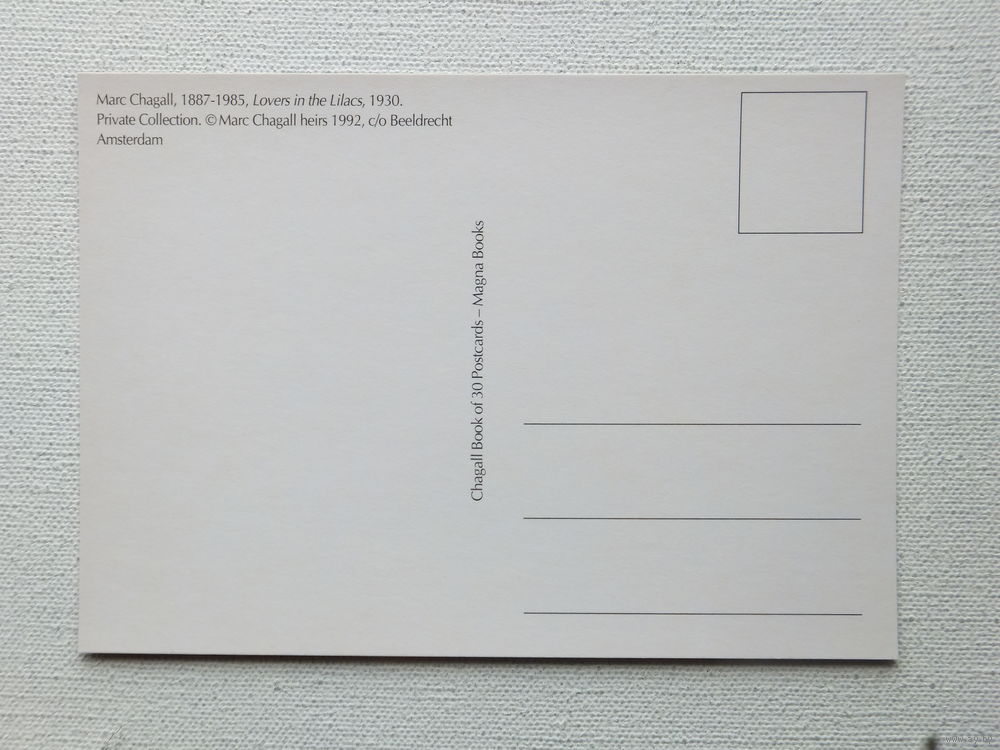 Marc Chagall, 1887-1985, Lovers in the Lilacs, 1930.
Private Collection. © Marc Chagall heirs 1992, c/o Beeldrecht
Amsterdam
Chagall Book of 30 Postcards – Magna Books